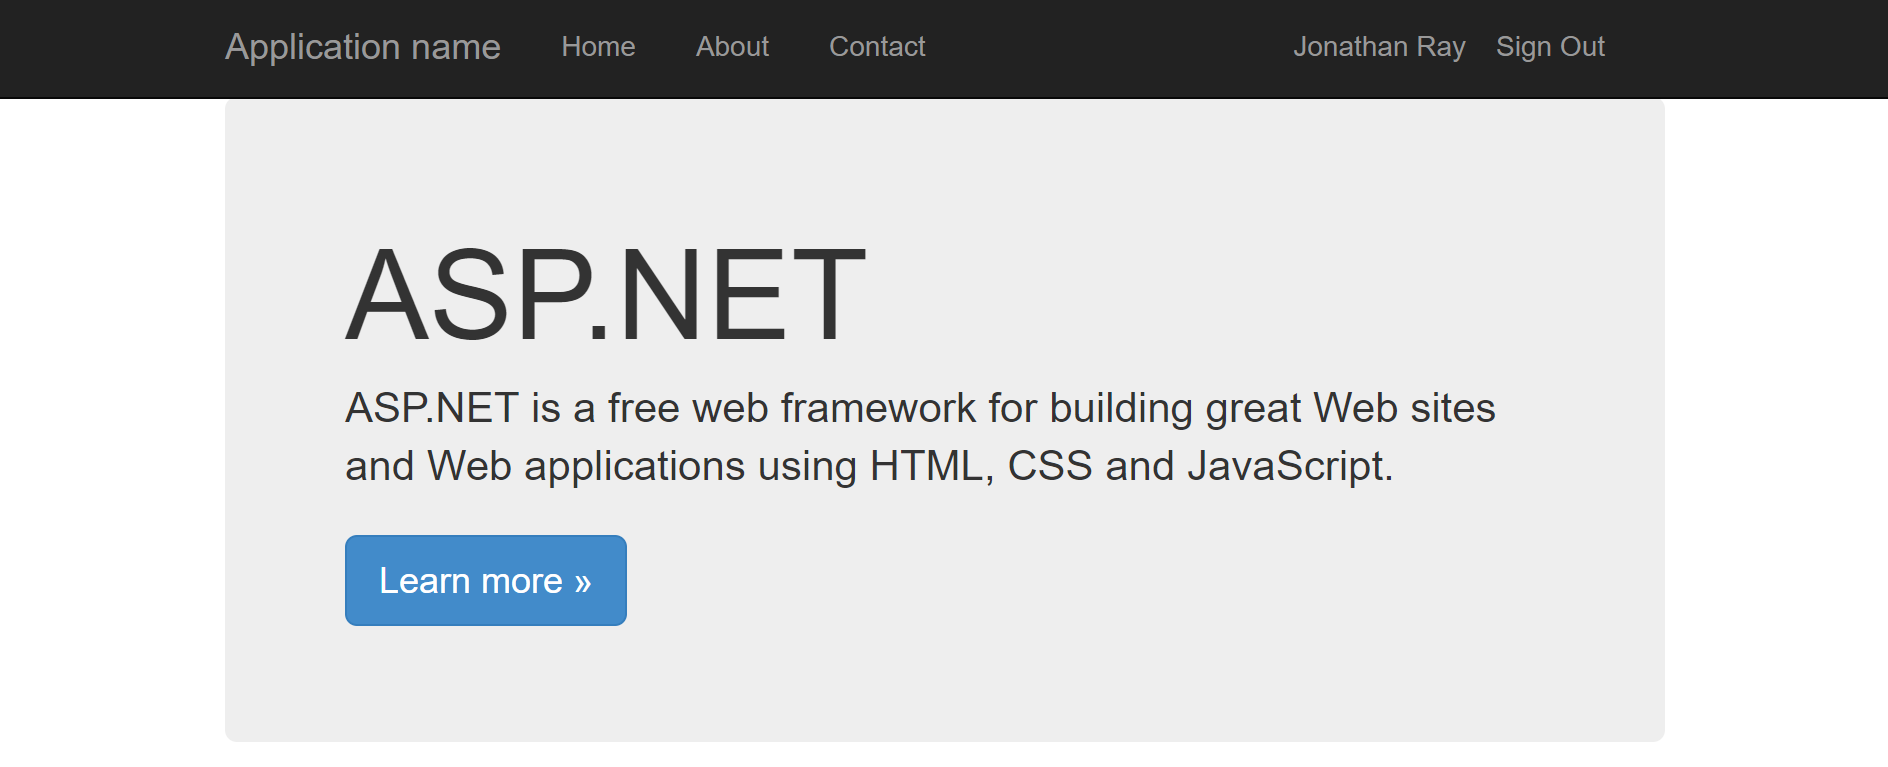 Application name Home About Contact Jonathan Ray Sign Out
ASP.NET
ASP.NET is a free web framework for building great Web sites
and Web applications using HTML, CSS and JavaScript.
Learn more »